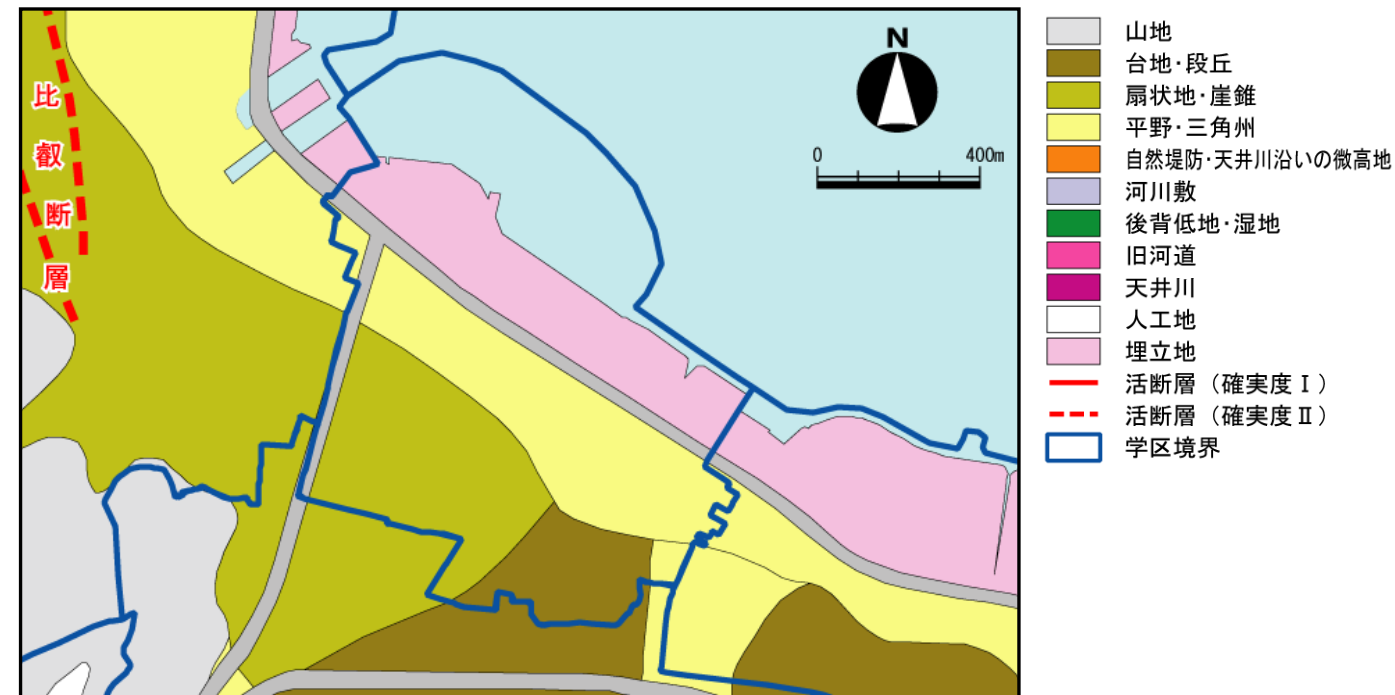 比
叡
断
層
N
0 400m
山地
台地・段丘
扇状地・崖錐
平野・三角州
自然堤防・天井川沿いの微高地
河川敷
後背低地・湿地
旧河道
天井川
人工地
埋立地
活断層（確実度Ⅰ）
活断層（確実度Ⅱ）
学区境界